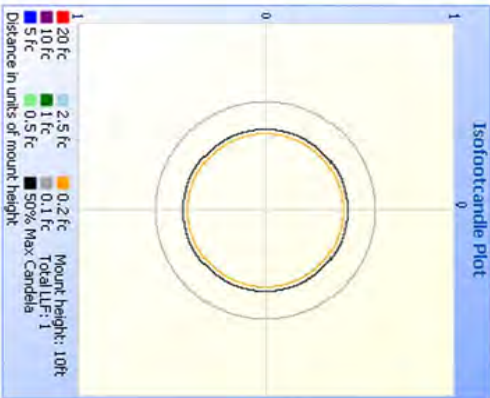 Isofootcandle Plot
0
1
0
1
20 fc 2.5 fc 0.2 fc Mount height: 10ft
10 fc 1 fc 0.1 fc Total LLF: 1
5 fc 0.5 fc 50% Max Candela
Distance in units of mount height